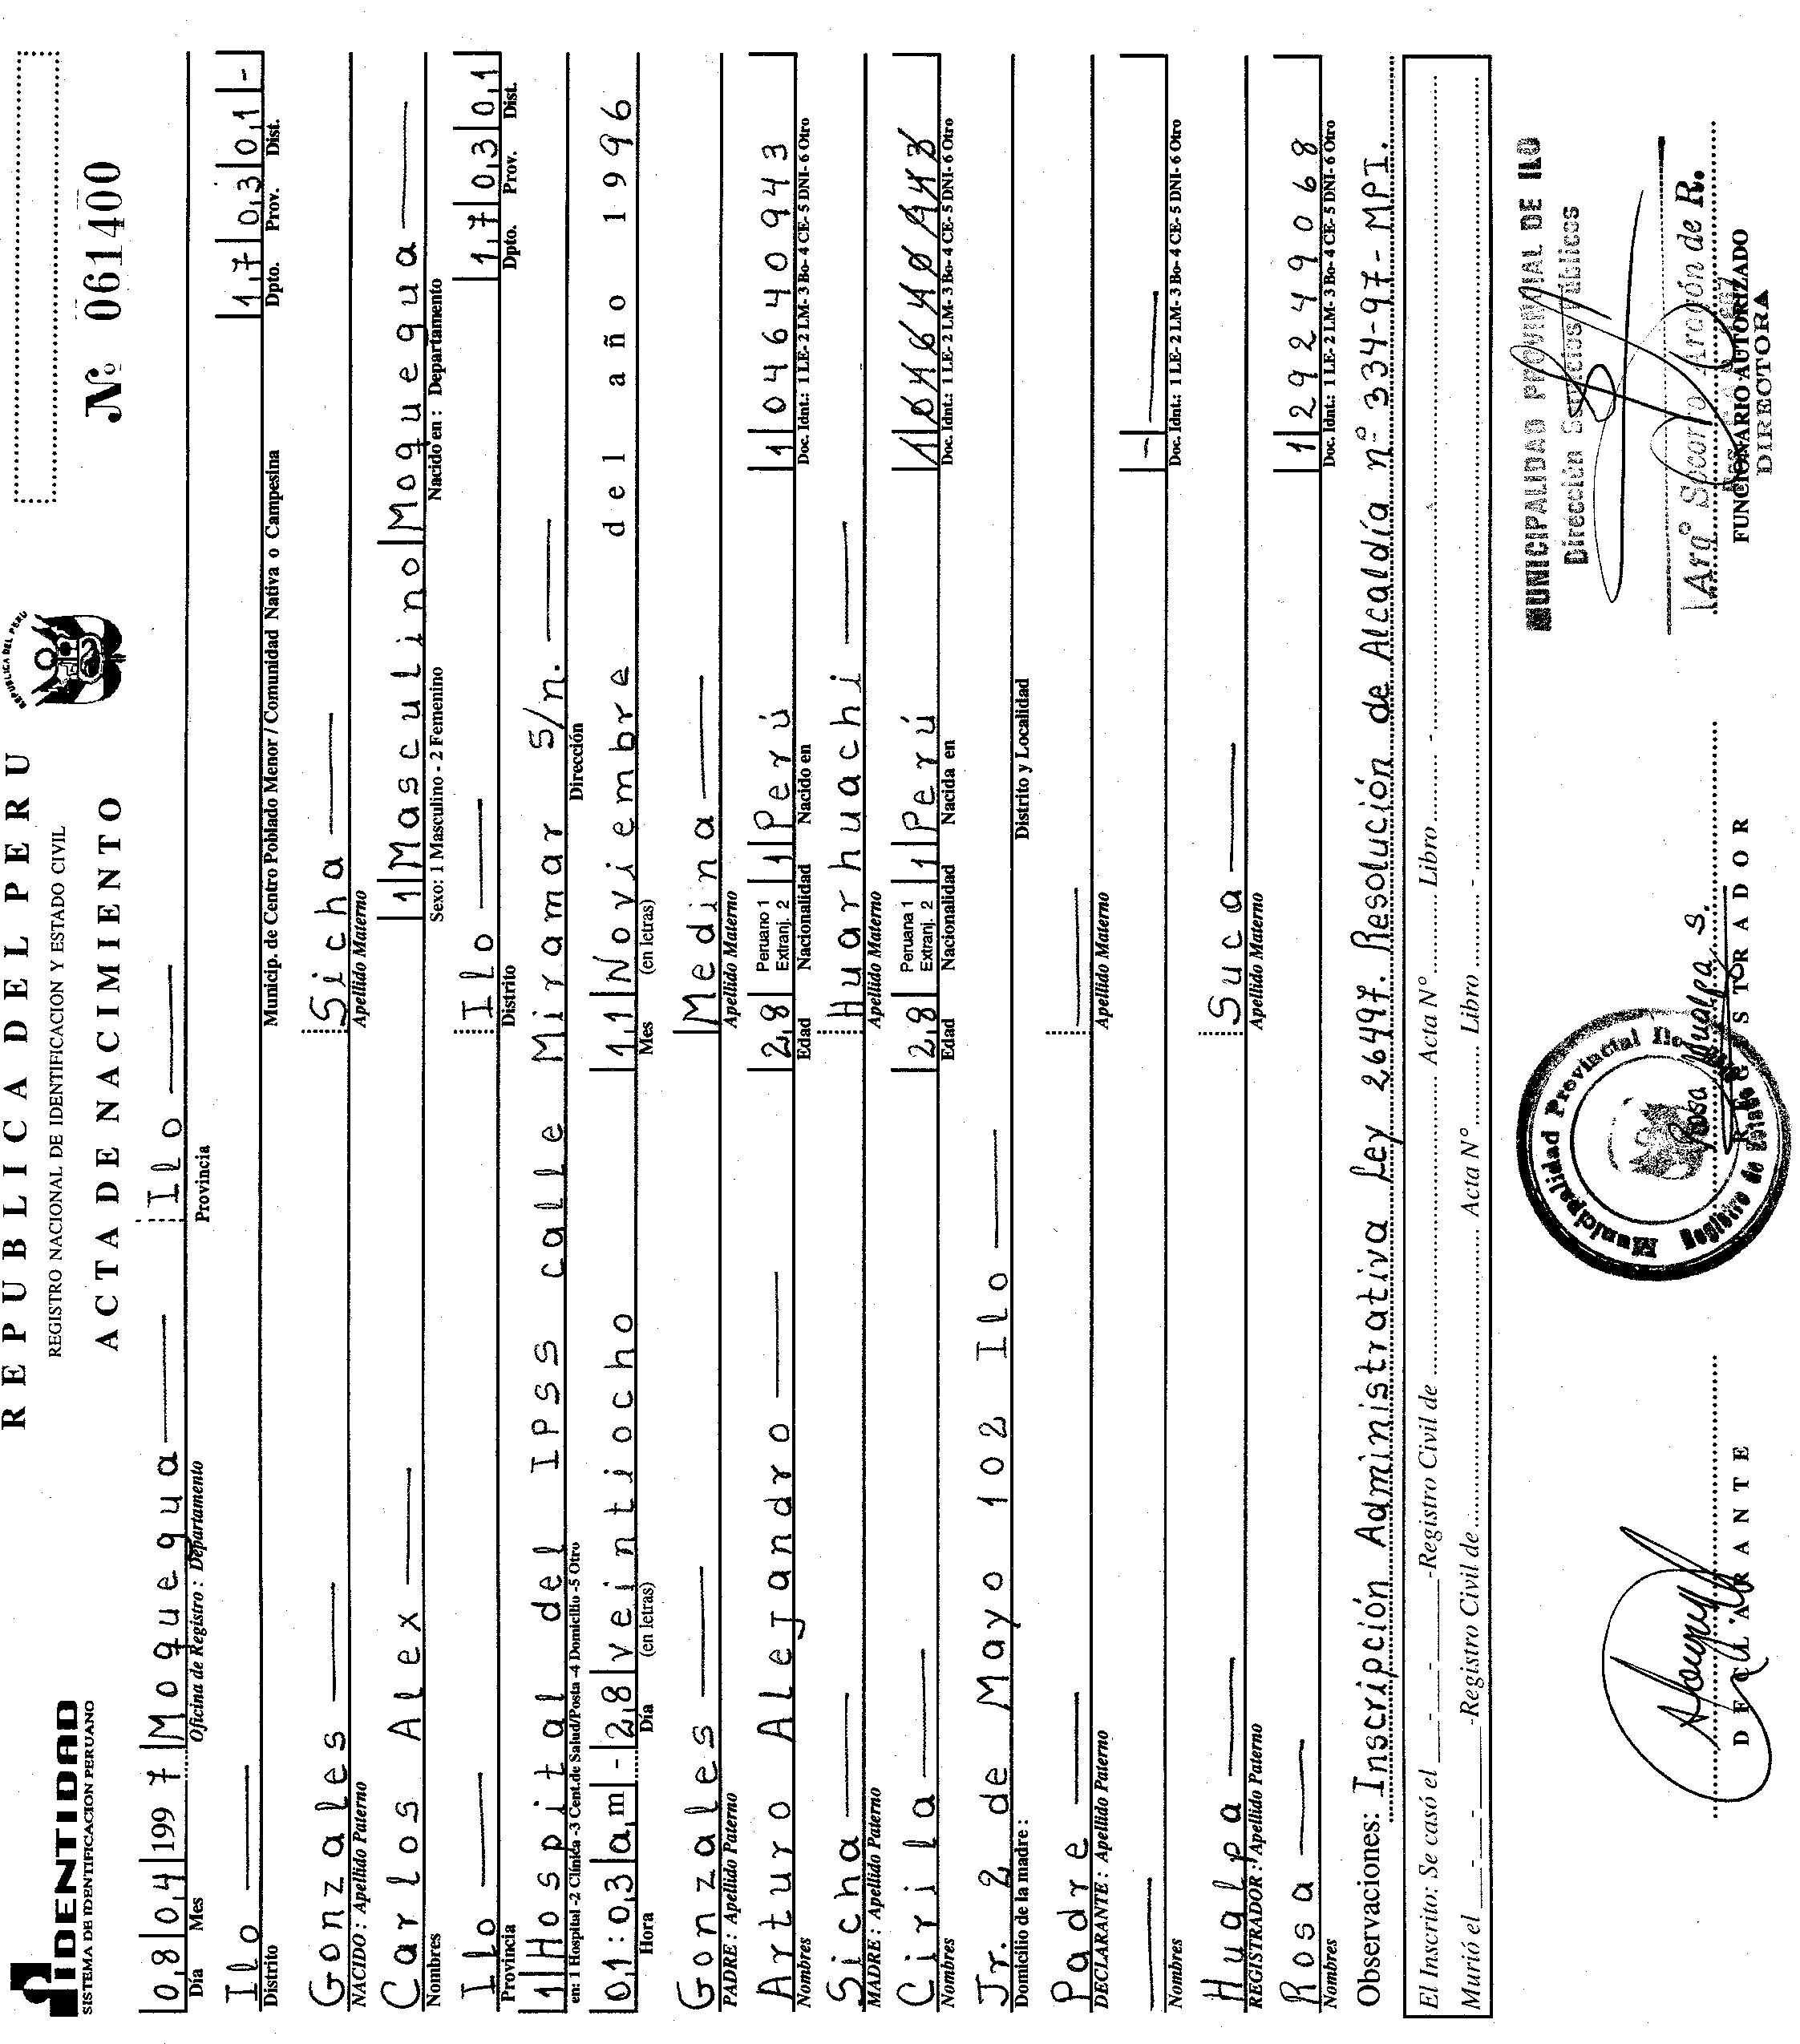 IDENTIDAD
SISTEMA DE IDENTIFICACION PERUANO
REPUBLICA DEL PERU
REGISTRO NACIONAL DE IDENTIFICACION Y ESTADO CIVIL
ACTA DE NACIMIENTO
REPUBLICA DEL PERU
Nº 061400
08 04 1997 Moquegua Ilo
Día Mes Oficina de Registro : Departamento Provincia
Ilo 17 03 01 -
Distrito Municip. de Centro Poblado Menor / Comunidad Nativa o Campesina Dpto. Prov. Dist.
Gonzales Sicha
NACIDO : Apellido Paterno Apellido Materno
Carlos Alex 1 Masculino Moquegua
Nombres Sexo: 1 Masculino - 2 Femenino Nacido en : Departamento
Ilo Ilo 17 03 01
Provincia Distrito Dpto. Prov. Dist.
1 Hospital del IPSS calle Miramar S/n.
en: 1 Hospital -2 Clínica -3 Cent.de Salud/Posta -4 Domicilio -5 Otro Dirección
01:03 a,m - 28 veintiocho 11 Noviembre del año 1996
Hora Día (en letras) Mes (en letras)
Gonzales Medina
PADRE : Apellido Paterno Apellido Materno
Arturo Alejandro 28 Peruano 1 Extranj. 2 1 Perú 1 04640943
Nombres Edad Nacionalidad Nacido en Doc. Idnt.: 1 LE- 2 LM- 3 Bo- 4 CE- 5 DNI- 6 Otro
Sicha Huarhuachi
MADRE : Apellido Paterno Apellido Materno
Cirila 28 Peruana 1 Extranj. 2 1 Perú 1 04640943
Nombres Edad Nacionalidad Nacida en Doc. Idnt.: 1 LE- 2 LM- 3 Bo- 4 CE- 5 DNI- 6 Otro
Jr. 2 de Mayo 102 Ilo
Domicilio de la madre : Distrito y Localidad
Padre
DECLARANTE : Apellido Paterno Apellido Materno
-
Nombres Doc. Idnt.: 1 LE- 2 LM- 3 Bo- 4 CE- 5 DNI- 6 Otro
Hualpa Suca
REGISTRADOR : Apellido Paterno Apellido Materno
Rosa 1 29249068
Nombres Doc. Idnt.: 1 LE- 2 LM- 3 Bo- 4 CE- 5 DNI- 6 Otro
Observaciones: Inscripción Administrativa Ley 26497. Resolución de Alcaldía nº 334-97- MPI.
El Inscrito: Se casó el - - -Registro Civil de Acta Nº Libro -
Murió el - - -Registro Civil de Acta Nº Libro -
MUNICIPALIDAD PROVINCIAL DE ILO
Dirección Servicios Públicos
Municipalidad Provincial Ilo
Registro de Estado
Rosa Hualpa S.
Araº Socorro Aragón de R.
DECLARANTE
REGISTRADOR
FUNCIONARIO AUTORIZADO
DIRECTORA